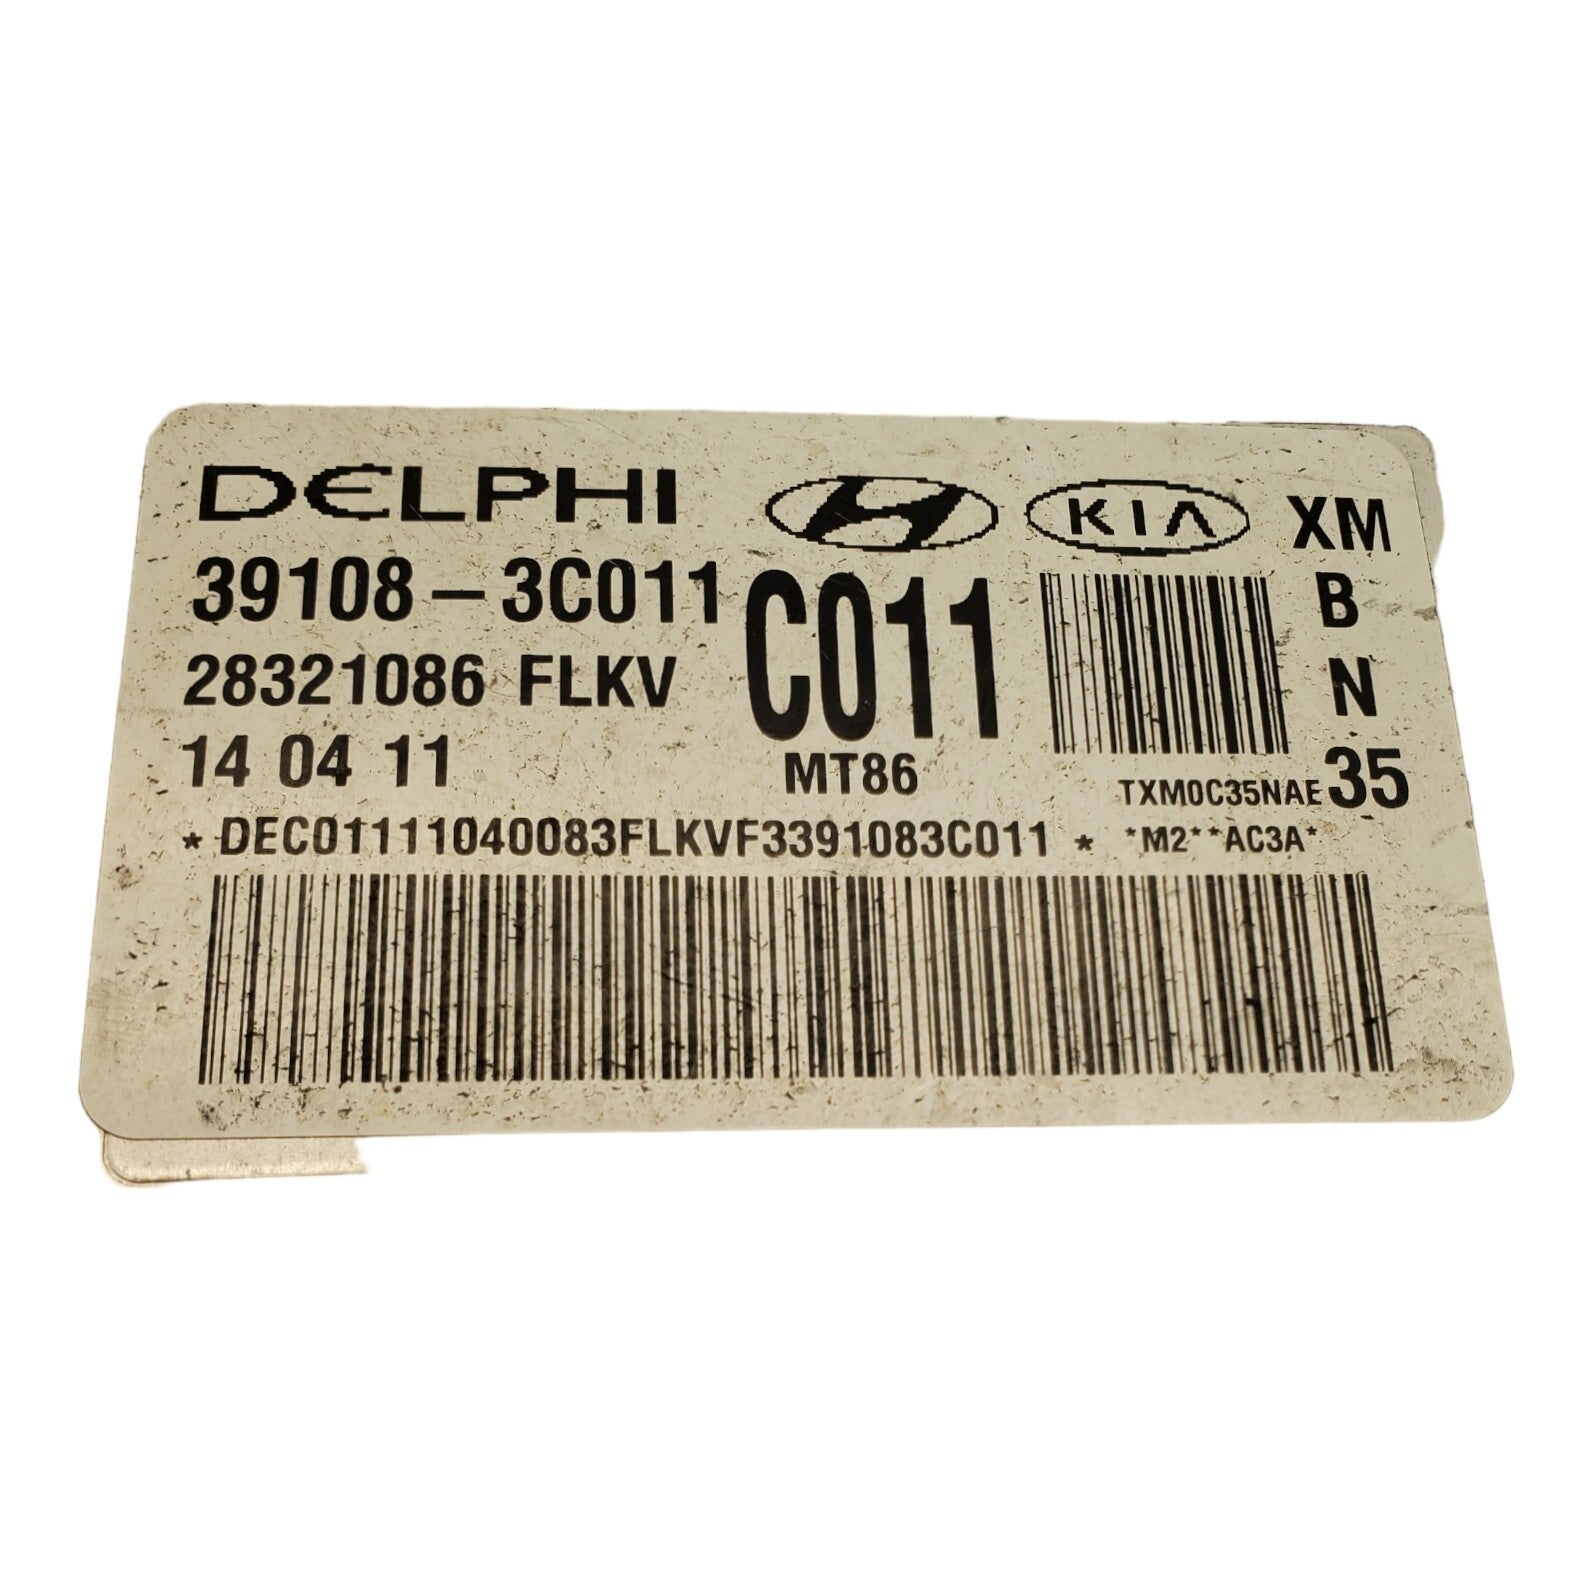 DELPHI KIA XM
39108-3C011 C011 B
28321086 FLKV N
14 04 11 MT86 TXM0C35NAE 35
*DEC01111040083FLKVF3391083C011* *M2**AC3A*